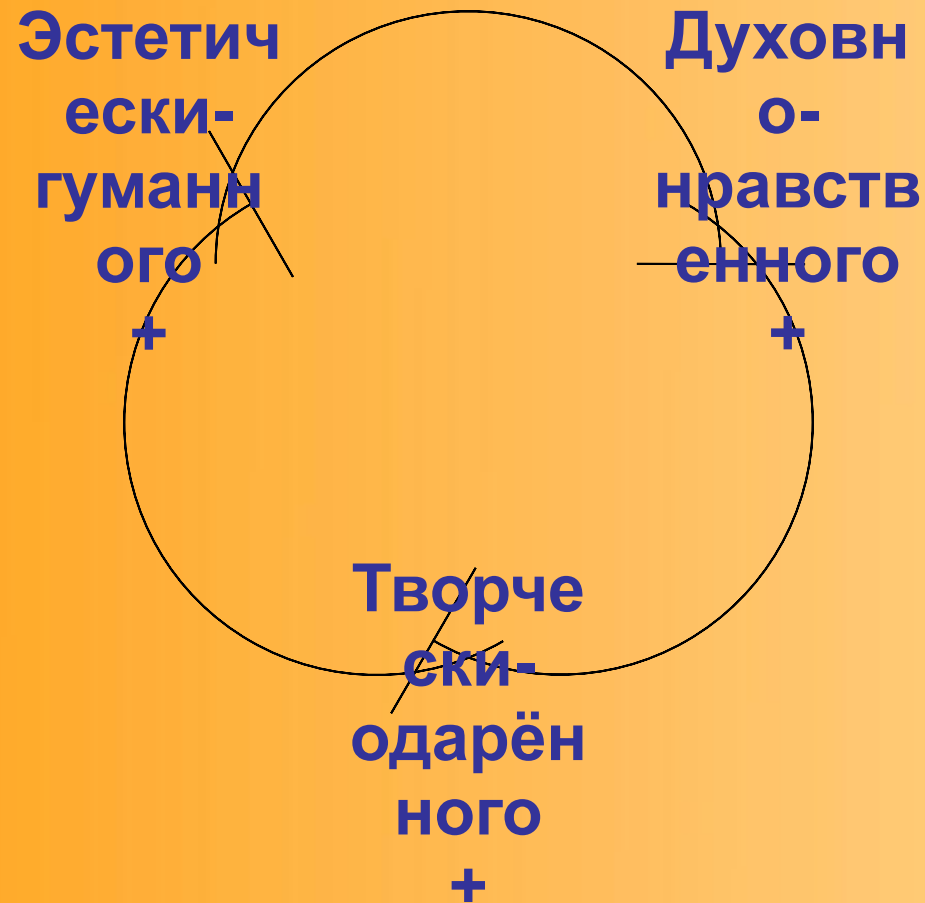 Эстетич
ески-
гуманн
ого
+
Духовн
о-
нравств
енного
+
Творче
ски-
одарён
ного
+